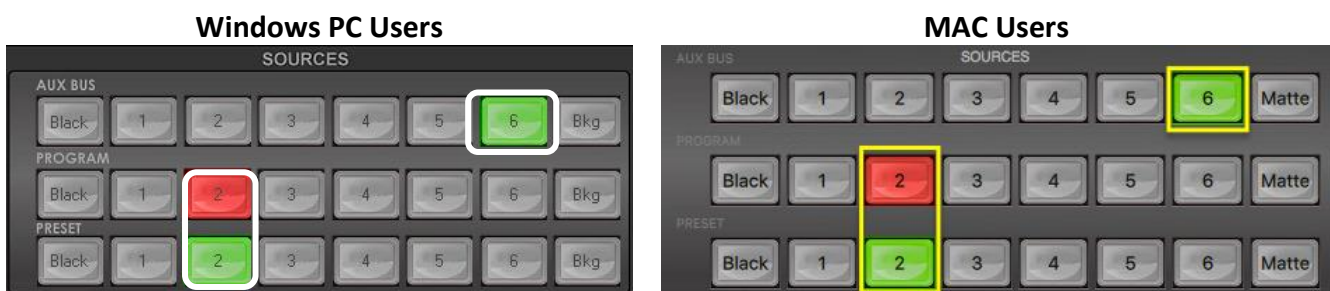 Windows PC Users
SOURCES
AUX BUS
Black 1 2 3 4 5 6 Bkg
PROGRAM
Black 1 2 3 4 5 6 Bkg
PRESET
Black 1 2 3 4 5 6 Bkg
MAC Users
AUX BUS SOURCES
Black 1 2 3 4 5 6 Matte
PROGRAM
Black 1 2 3 4 5 6 Matte
PRESET
Black 1 2 3 4 5 6 Matte